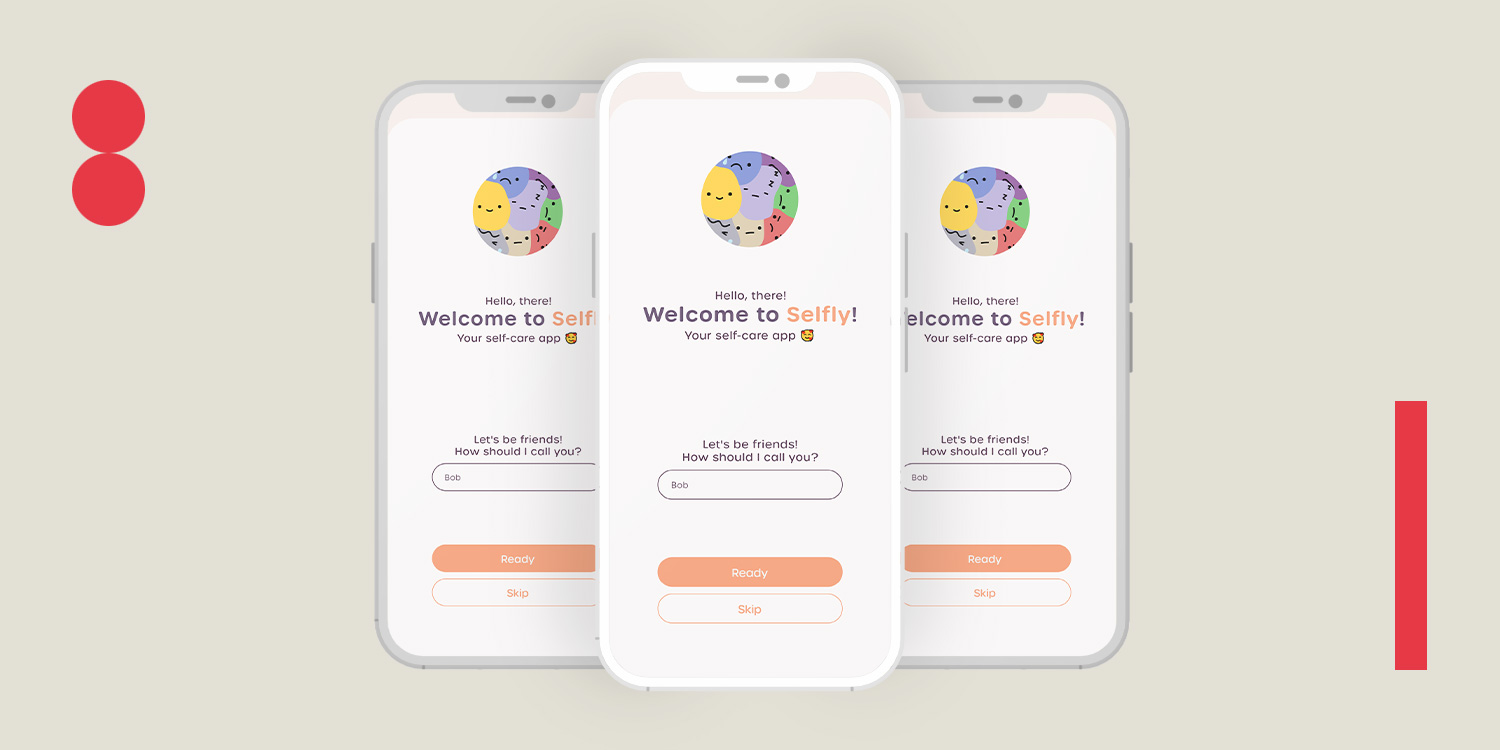 Hello, there!
Welcome to Self
Your self-care app 🥰
Let's be friends!
How should I call you?
Bob
Ready
Skip
Hello, there!
Welcome to Selfly!
Your self-care app 🥰
Let's be friends!
How should I call you?
Bob
Ready
Skip
Hello, there!
elcome to Selfly!
Your self-care app 🥰
Let's be friends!
How should I call you?
Bob
Ready
Skip